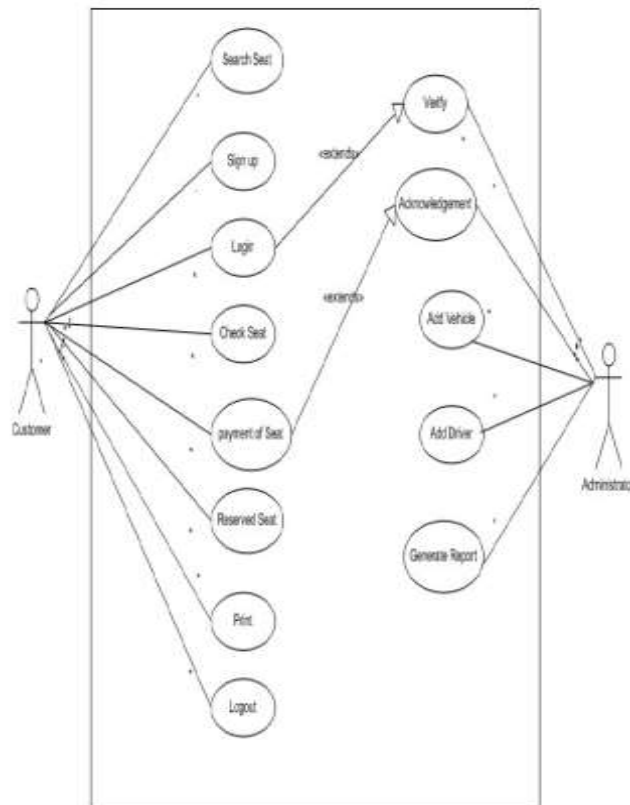 Search Seat
Verify
Sign up
«extends»
Acknowledgement
Login
«extends»
Add Vehicle
Check Seat
Customer
payment of Seat
Add Driver
Administrato
Reserved Seat
Generate Report
Print
Logout